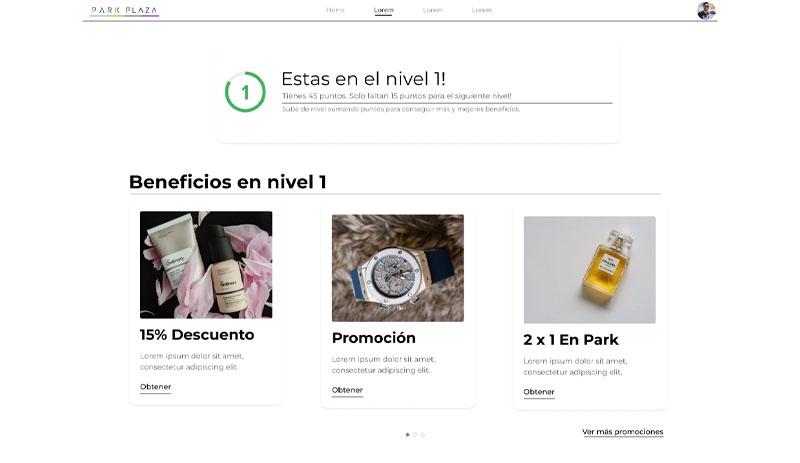 PARK PLAZA
Home Lorem Lorem Lorem
1
Estas en el nivel 1!
Tienes 45 puntos. Solo faltan 15 puntos para el siguiente nivel!
Sube de nivel sumando puntos para conseguir más y mejores beneficios.
Beneficios en nivel 1
Ordinary.
Ordinary.
CHANEL
15% Descuento
Lorem ipsum dolor sit amet,
consectetur adipiscing elit.
Obtener
Promoción
Lorem ipsum dolor sit amet,
consectetur adipiscing elit.
Obtener
2 x 1 En Park
Lorem ipsum dolor sit amet,
consectetur adipiscing elit.
Obtener
Ver más promociones